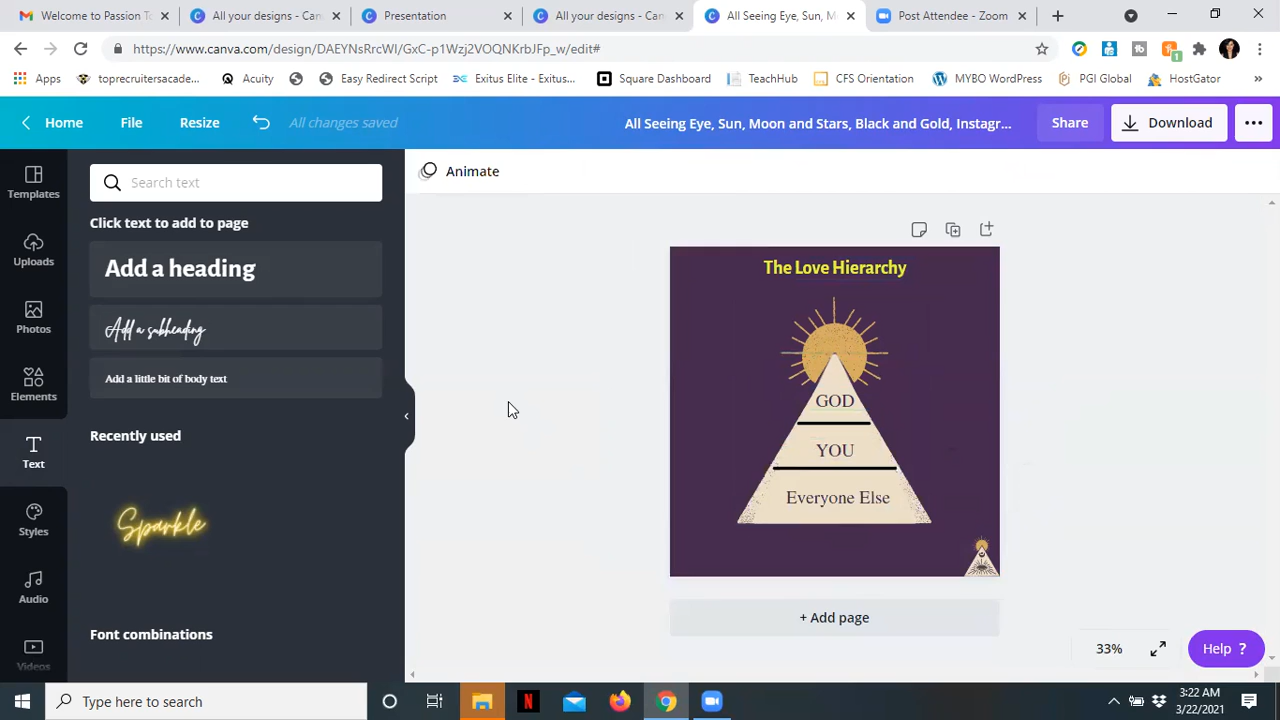 Welcome to Passion T
All your designs - Canv
Presentation
All your designs - Canv
All Seeing Eye, Sun, Mo
Post Attendee - Zoom
https://www.canva.com/design/DAEYNsRrcWI/GxC-p1Wzj2VOQNKrbJFp_w/edit#
1
Apps
toprecruitersacade...
Acuity
Easy Redirect Script
Exitus Elite - Exitus...
Square Dashboard
TeachHub
CFS Orientation
MYBO WordPress
PGI Global
HostGator
»
Home
File
Resize
All changes saved
All Seeing Eye, Sun, Moon and Stars, Black and Gold, Instagr...
Share
Download
Templates
Uploads
Photos
Elements
Text
Styles
Audio
Videos
Search text
Click text to add to page
Add a heading
Add a subheading
Add a little bit of body text
Recently used
Sparkle
Font combinations
Animate
The Love Hierarchy
GOD
YOU
Everyone Else
+ Add page
33%
Help ?
Type here to search
3:22 AM
3/22/2021